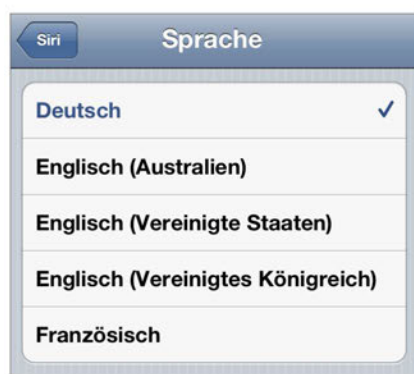 Siri
Sprache
Deutsch
Englisch (Australien)
Englisch (Vereinigte Staaten)
Englisch (Vereinigtes Königreich)
Französisch